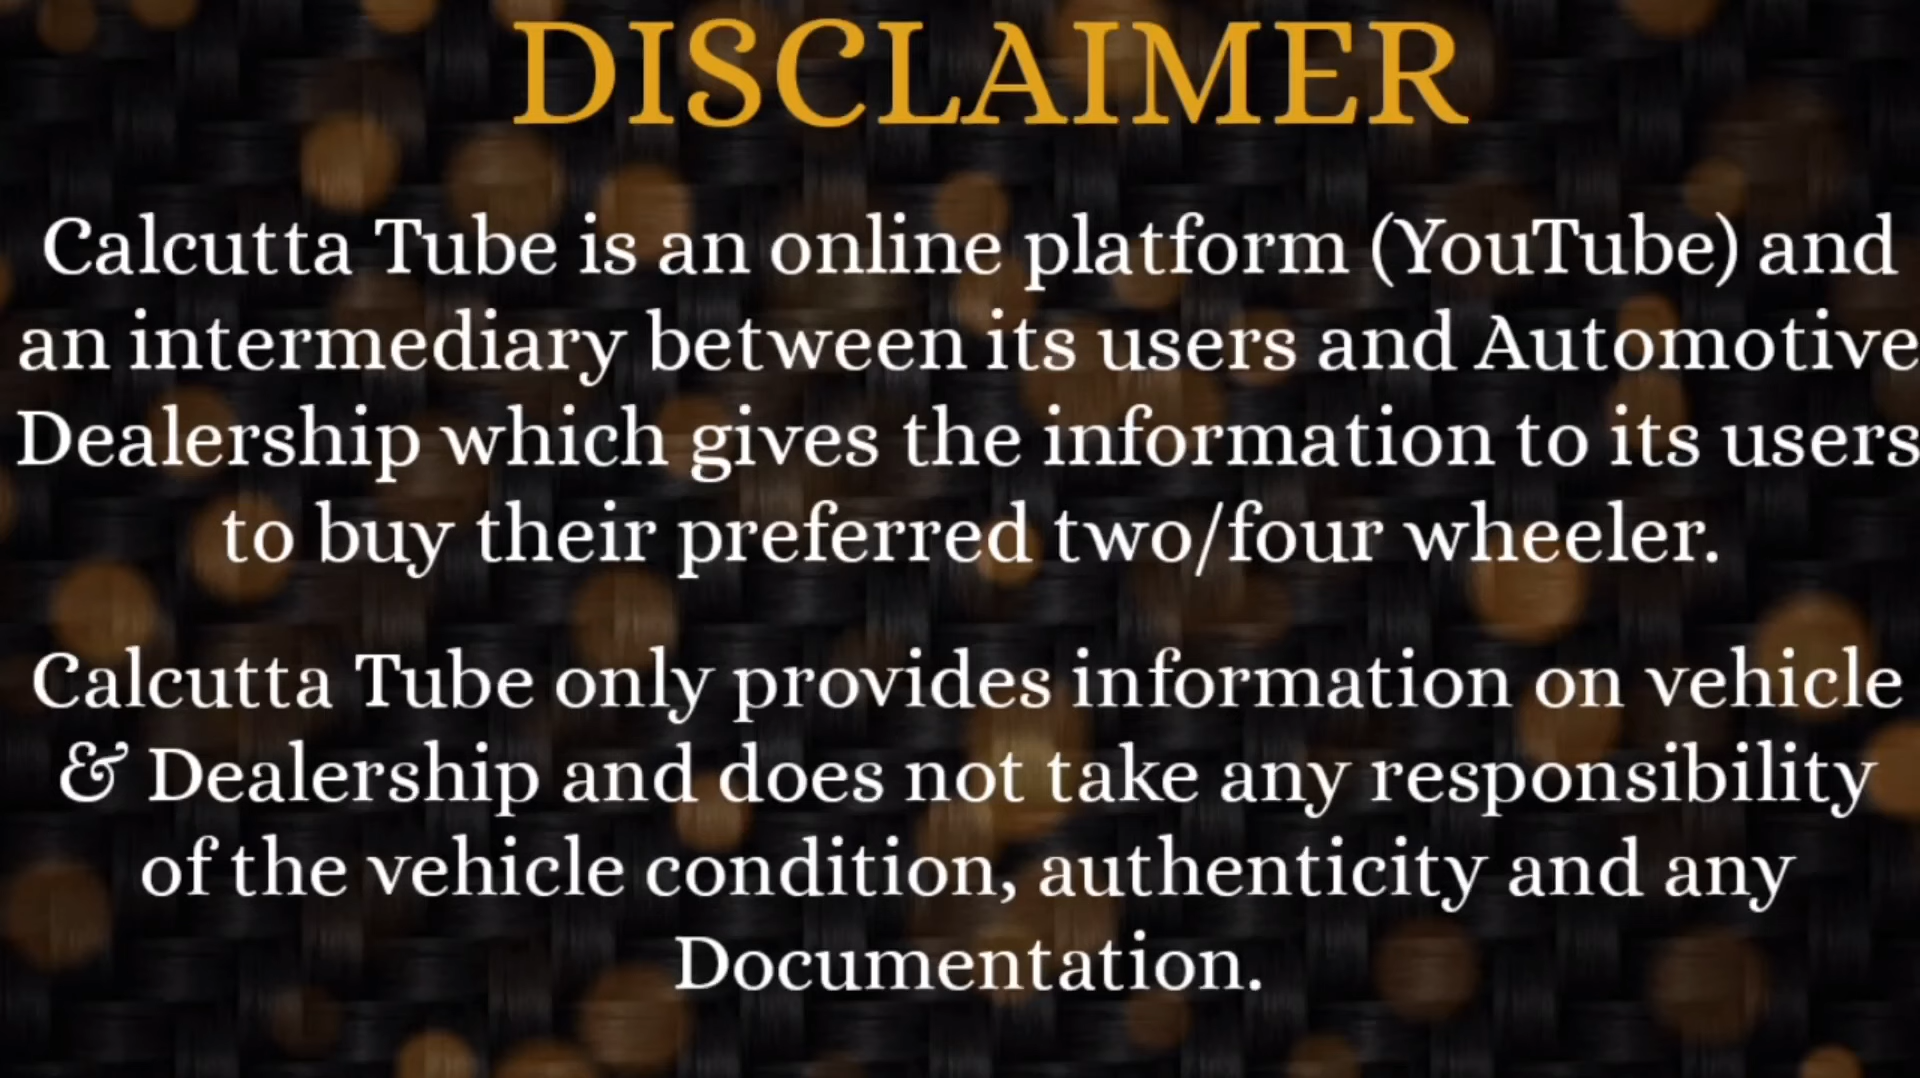 DISCLAIMER
Calcutta Tube is an online platform (YouTube) and
an intermediary between its users and Automotive
Dealership which gives the information to its users
to buy their preferred two/four wheeler.
Calcutta Tube only provides information on vehicle
& Dealership and does not take any responsibility
of the vehicle condition, authenticity and any
Documentation.